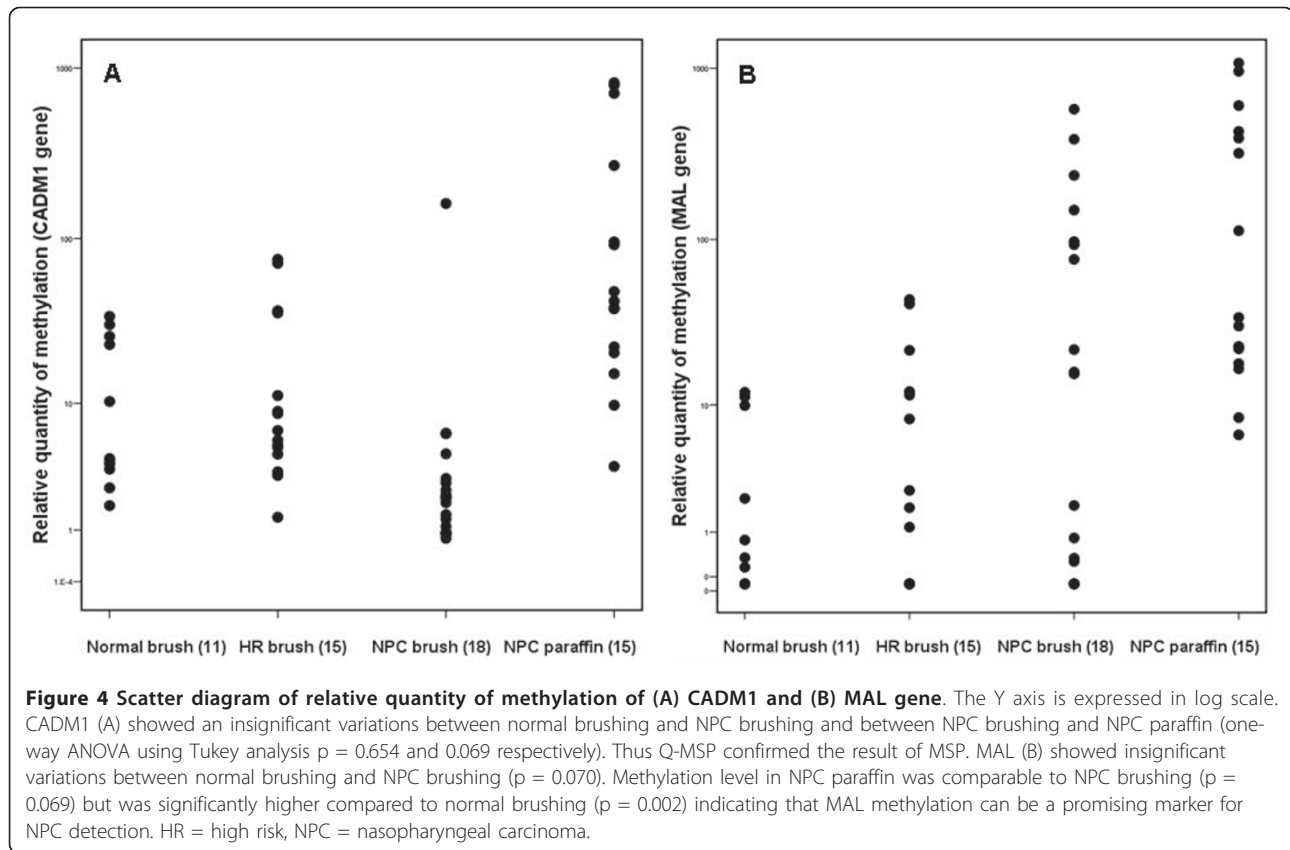 A
Relative quantity of methylation (CADM1 gene)
1000
100
10
1
1.E-4
Normal brush (11) HR brush (15) NPC brush (18) NPC paraffin (15)
B
Relative quantity of methylation (MAL gene)
1000
100
10
1
0
0
Normal brush (11) HR brush (15) NPC brush (18) NPC paraffin (15)
Figure 4 Scatter diagram of relative quantity of methylation of (A) CADM1 and (B) MAL gene. The Y axis is expressed in log scale.
CADM1 (A) showed an insignificant variations between normal brushing and NPC brushing and between NPC brushing and NPC paraffin (one-
way ANOVA using Tukey analysis p = 0.654 and 0.069 respectively). Thus Q-MSP confirmed the result of MSP. MAL (B) showed insignificant
variations between normal brushing and NPC brushing (p = 0.070). Methylation level in NPC paraffin was comparable to NPC brushing (p =
0.069) but was significantly higher compared to normal brushing (p = 0.002) indicating that MAL methylation can be a promising marker for
NPC detection. HR = high risk, NPC = nasopharyngeal carcinoma.